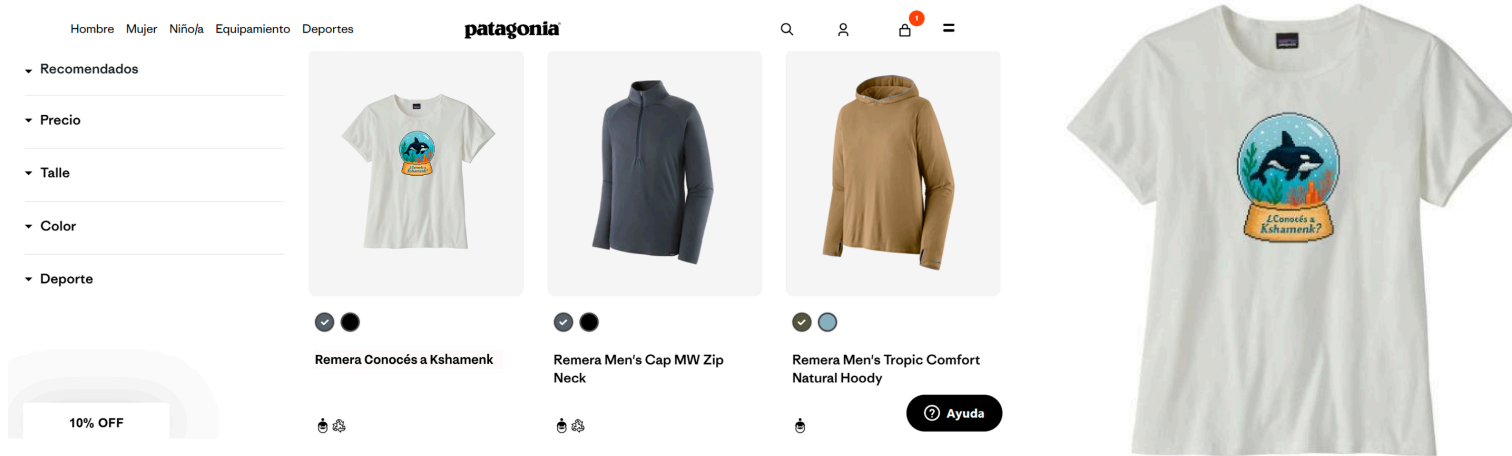 Hombre Mujer Niño/a Equipamiento Deportes
patagonia
1
Recomendados
Precio
Talle
Color
Deporte
10% OFF
Remera Conocés a Kshamenk
Remera Men's Cap MW Zip
Neck
Remera Men's Tropic Comfort
Natural Hoody
Ayuda
¿Conocés a
Kshamenk?